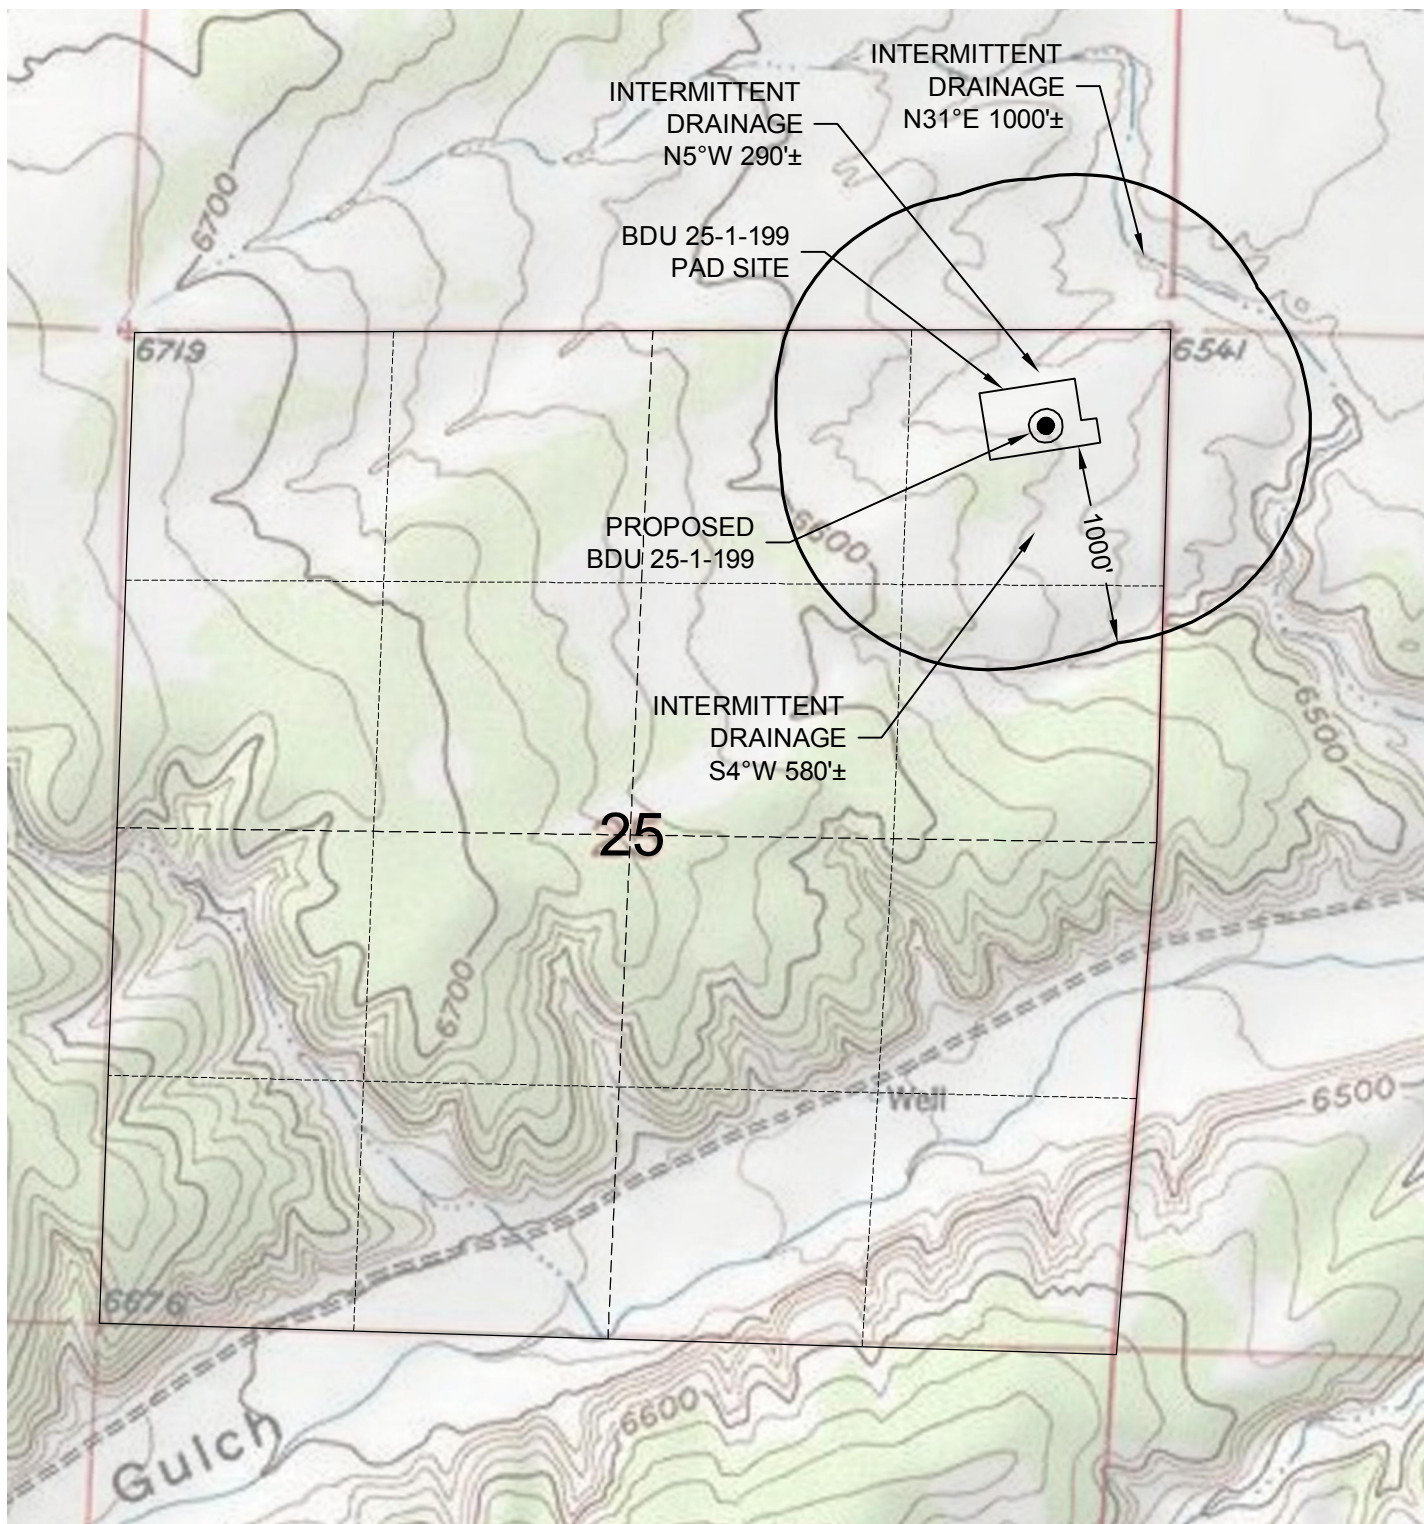 INTERMITTENT
DRAINAGE
N31°E 1000'±
INTERMITTENT
DRAINAGE
N5°W 290'±
6700
BDU 25-1-199
PAD SITE
6719
6541
PROPOSED
BDU 25-1-199
6600
1000'
INTERMITTENT
DRAINAGE
S4°W 580'±
6500
25
6700
Well
6500
6676
6600
Gulch